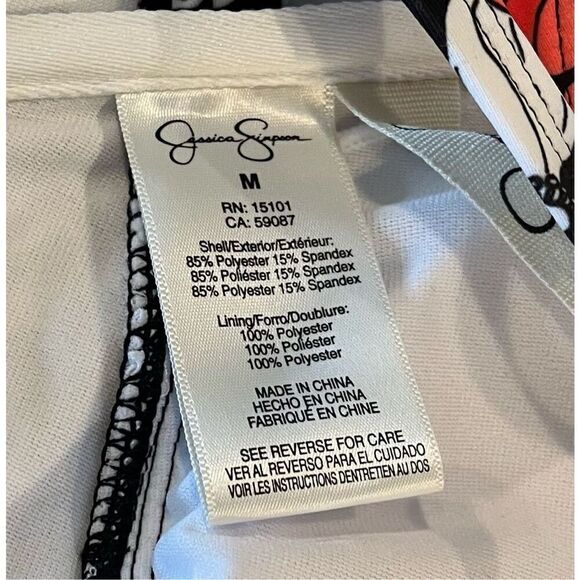 Jessica Simpson
M
RN: 15101
CA: 59087
Shell/Exterior/Extérieur:
85% Polyester 15% Spandex
85% Poliéster 15% Spandex
85% Polyester 15% Spandex
Lining/Forro/Doublure:
100% Polyester
100% Poliéster
100% Polyester
MADE IN CHINA
HECHO EN CHINA
FABRIQUÉ EN CHINE
SEE REVERSE FOR CARE
VER AL REVERSO PARA EL CUIDADO
VOIR LES INSTRUCTIONS DENTRETIEN AU DOS